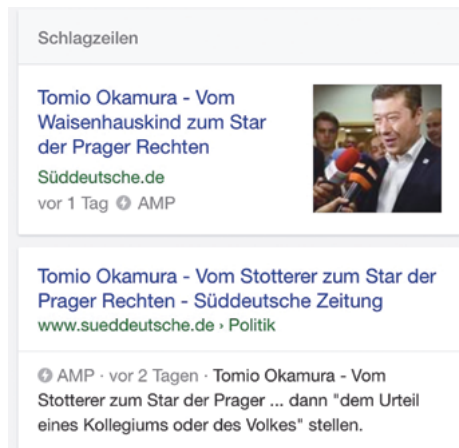 Schlagzeilen
Tomio Okamura - Vom
Waisenhauskind zum Star
der Prager Rechten
Süddeutsche.de
vor 1 Tag AMP
Tomio Okamura - Vom Stotterer zum Star der
Prager Rechten - Süddeutsche Zeitung
www.sueddeutsche.de › Politik
AMP · vor 2 Tagen · Tomio Okamura - Vom
Stotterer zum Star der Prager ... dann "dem Urteil
eines Kollegiums oder des Volkes" stellen.